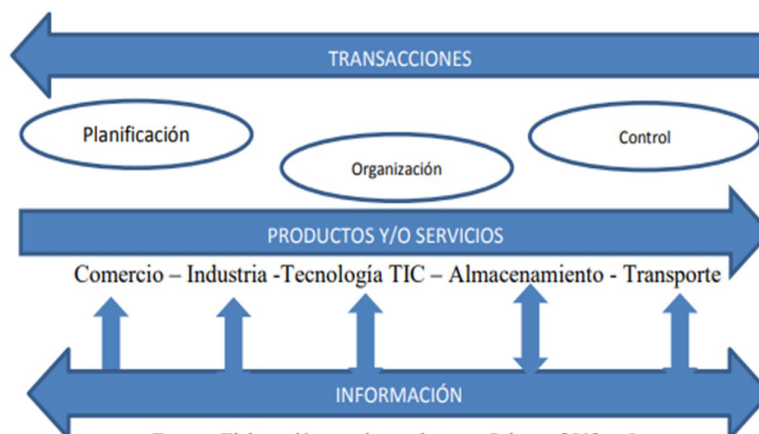 TRANSACCIONES
Planificación
Organización
Control
PRODUCTOS Y/O SERVICIOS
Comercio – Industria -Tecnología TIC – Almacenamiento - Transporte
INFORMACIÓN